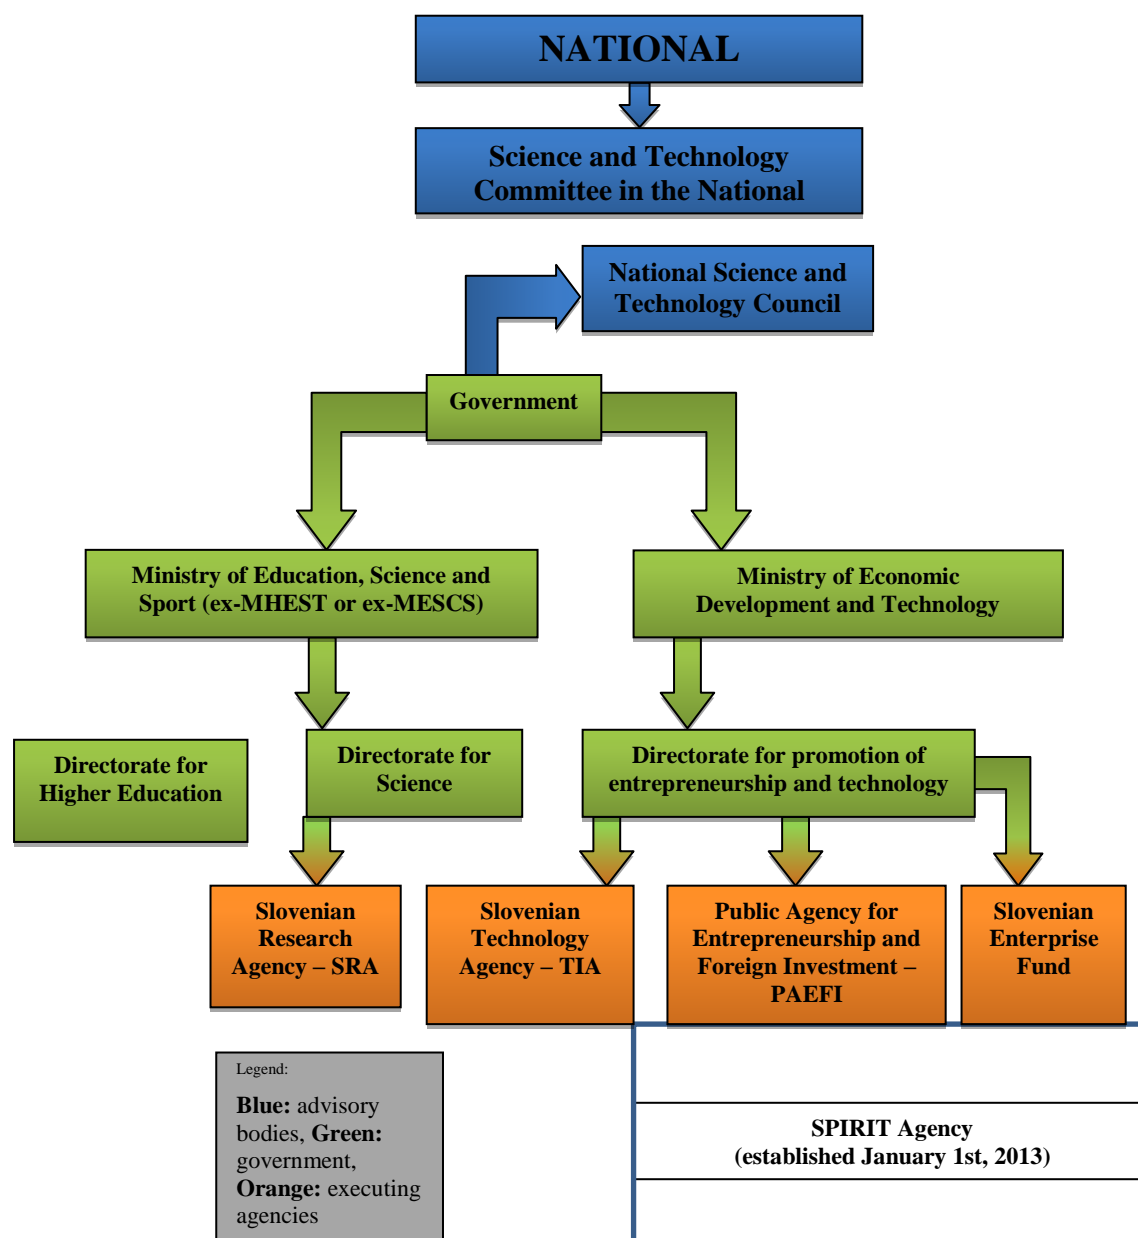 NATIONAL
Science and Technology
Committee in the National
National Science and
Technology Council
Government
Ministry of Education, Science and
Sport (ex-MHEST or ex-MESCS)
Ministry of Economic
Development and Technology
Directorate for
Higher Education
Directorate for
Science
Directorate for promotion of
entrepreneurship and technology
Slovenian
Research
Agency – SRA
Slovenian
Technology
Agency – TIA
Public Agency for
Entrepreneurship and
Foreign Investment –
PAEFI
Slovenian
Enterprise
Fund
Legend:
Blue: advisory
bodies, Green:
government,
Orange: executing
agencies
SPIRIT Agency
(established January 1st, 2013)